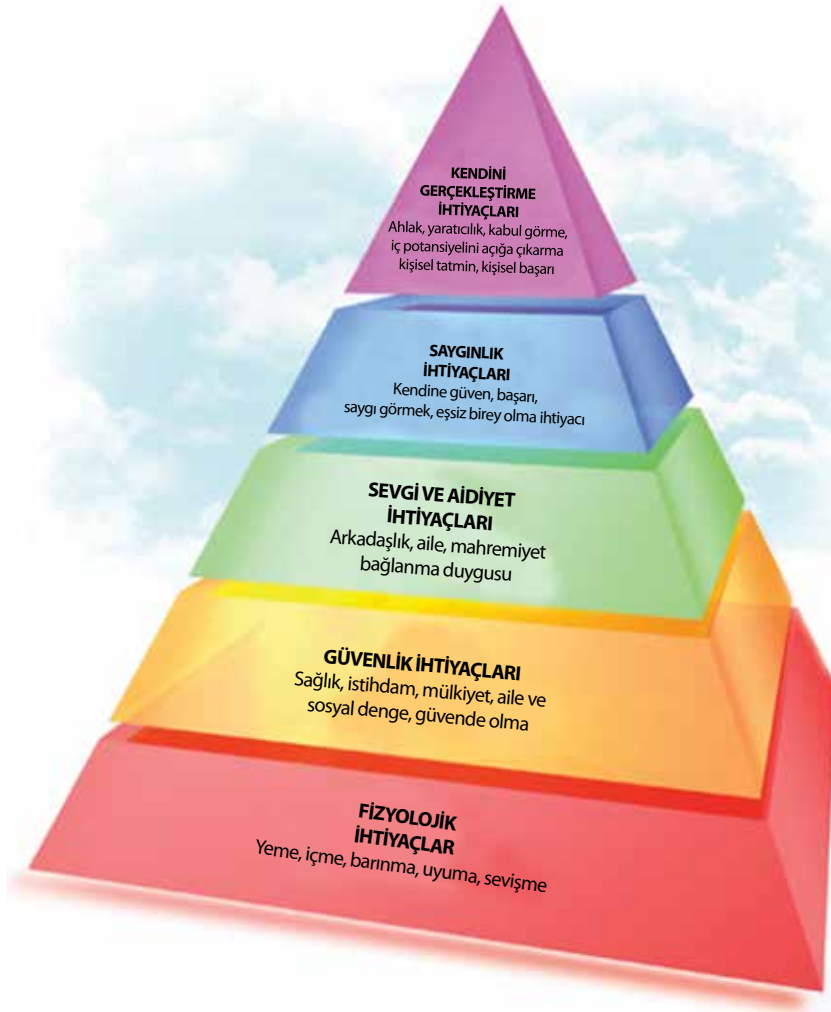 KENDİNİ
GERÇEKLEŞTİRME
İHTİYAÇLARI
Ahlak, yaratıcılık, kabul görme,
iç potansiyelini açığa çıkarma
kişisel tatmin, kişisel başarı
SAYGINLIK
İHTİYAÇLARI
Kendine güven, başarı,
saygı görmek, eşsiz birey olma ihtiyacı
SEVGİ VE AİDİYET
İHTİYAÇLARI
Arkadaşlık, aile, mahremiyet
bağlanma duygusu
GÜVENLİK İHTİYAÇLARI
Sağlık, istihdam, mülkiyet, aile ve
sosyal denge, güvende olma
FİZYOLOJİK
İHTİYAÇLAR
Yeme, içme, barınma, uyuma, sevişme